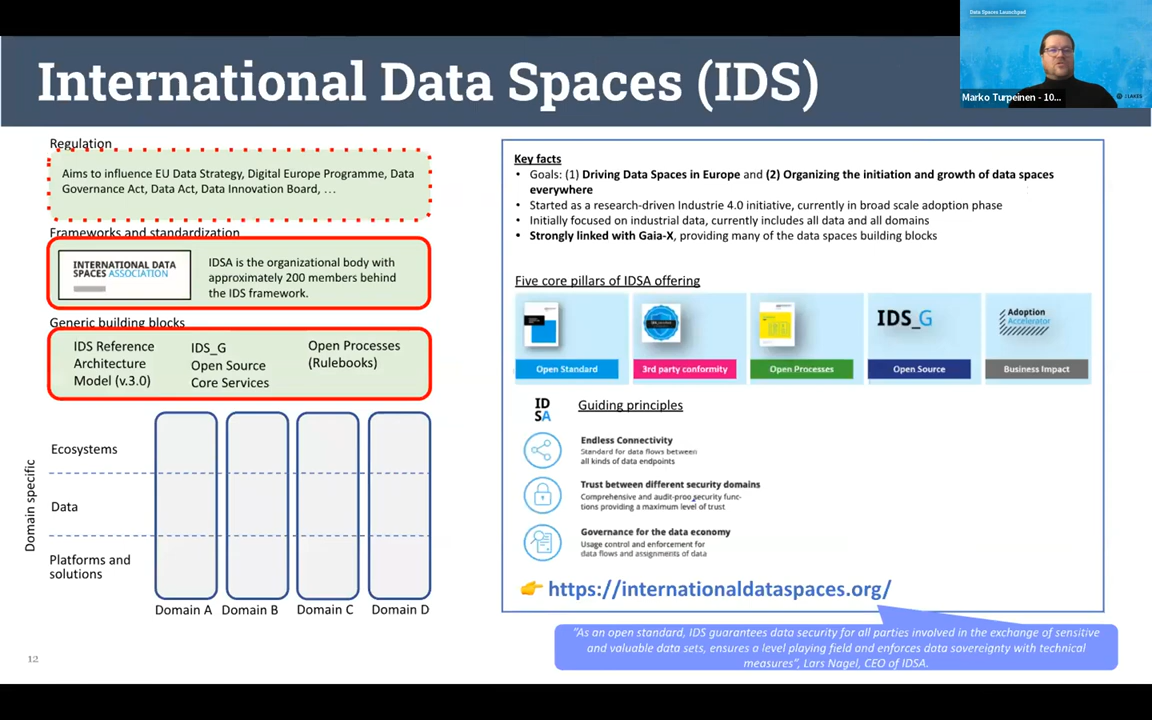 Data Spaces Launchpad
Marko Turpeinen - 10...
1001 LAKES
International Data Spaces (IDS)
Regulation
Aims to influence EU Data Strategy, Digital Europe Programme, Data
Governance Act, Data Act, Data Innovation Board, ...
Frameworks and standardization
INTERNATIONAL DATA
SPACES ASSOCIATION
IDSA is the organizational body with
approximately 200 members behind
the IDS framework.
Generic building blocks
IDS Reference
Architecture
Model (v.3.0)
IDS_G
Open Source
Core Services
Open Processes
(Rulebooks)
Domain specific
Ecosystems
Data
Platforms and
solutions
Domain A
Domain B
Domain C
Domain D
12
Key facts
• Goals: (1) Driving Data Spaces in Europe and (2) Organizing the initiation and growth of data spaces
everywhere
• Started as a research-driven Industrie 4.0 initiative, currently in broad scale adoption phase
• Initially focused on industrial data, currently includes all data and all domains
• Strongly linked with Gaia-X, providing many of the data spaces building blocks
Five core pillars of IDSA offering
IDS_G
Adoption
Accelerator
Open Standard
3rd party conformity
Open Processes
Open Source
Business Impact
ID
SA
Guiding principles
Endless Connectivity
Standard for data flows between
all kinds of data endpoints
Trust between different security domains
Comprehensive and audit-proof security func-
tions providing a maximum level of trust
Governance for the data economy
Usage control and enforcement for
data flows and assignments of data
👉 https://internationaldataspaces.org/
"As an open standard, IDS guarantees data security for all parties involved in the exchange of sensitive
and valuable data sets, ensures a level playing field and enforces data sovereignty with technical
measures", Lars Nagel, CEO of IDSA.